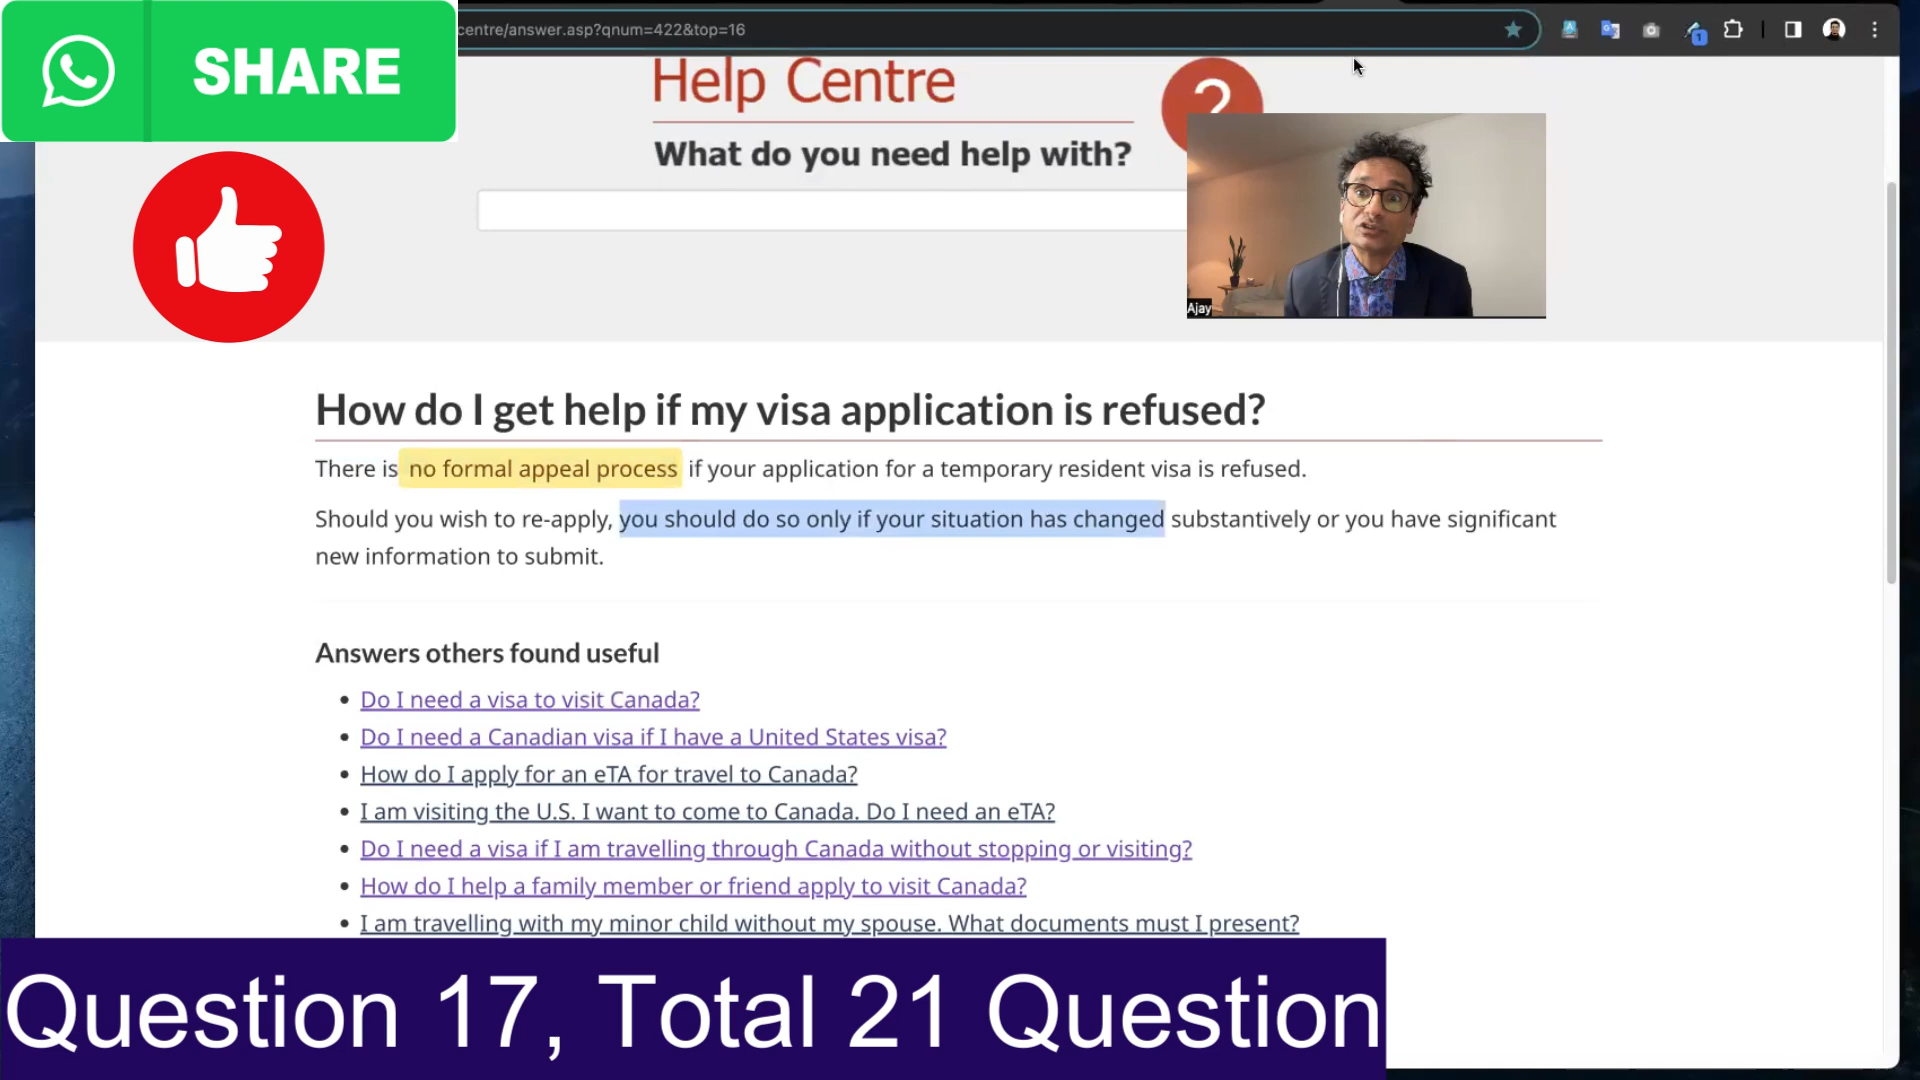 SHARE
centre/answer.asp?qnum=422&top=16
1
Help Centre
?
What do you need help with?
Ajay
How do I get help if my visa application is refused?
There is no formal appeal process if your application for a temporary resident visa is refused.
Should you wish to re-apply, you should do so only if your situation has changed substantively or you have significant
new information to submit.
Answers others found useful
• Do I need a visa to visit Canada?
• Do I need a Canadian visa if I have a United States visa?
• How do I apply for an eTA for travel to Canada?
• I am visiting the U.S. I want to come to Canada. Do I need an eTA?
• Do I need a visa if I am travelling through Canada without stopping or visiting?
• How do I help a family member or friend apply to visit Canada?
• I am travelling with my minor child without my spouse. What documents must I present?
Question 17, Total 21 Question